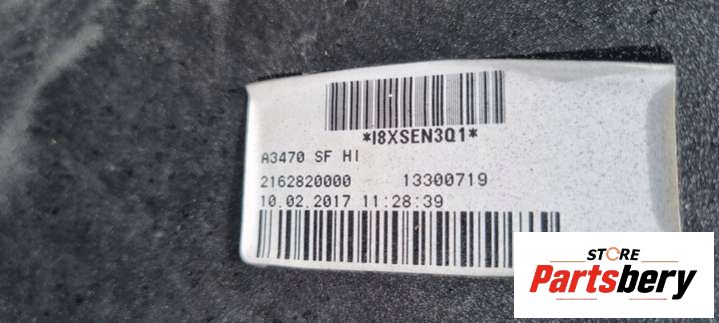 *I8XSEN3Q1*
A3470 SF HI
2162820000 13300719
10.02.2017 11:28:39
STORE
Partsbery